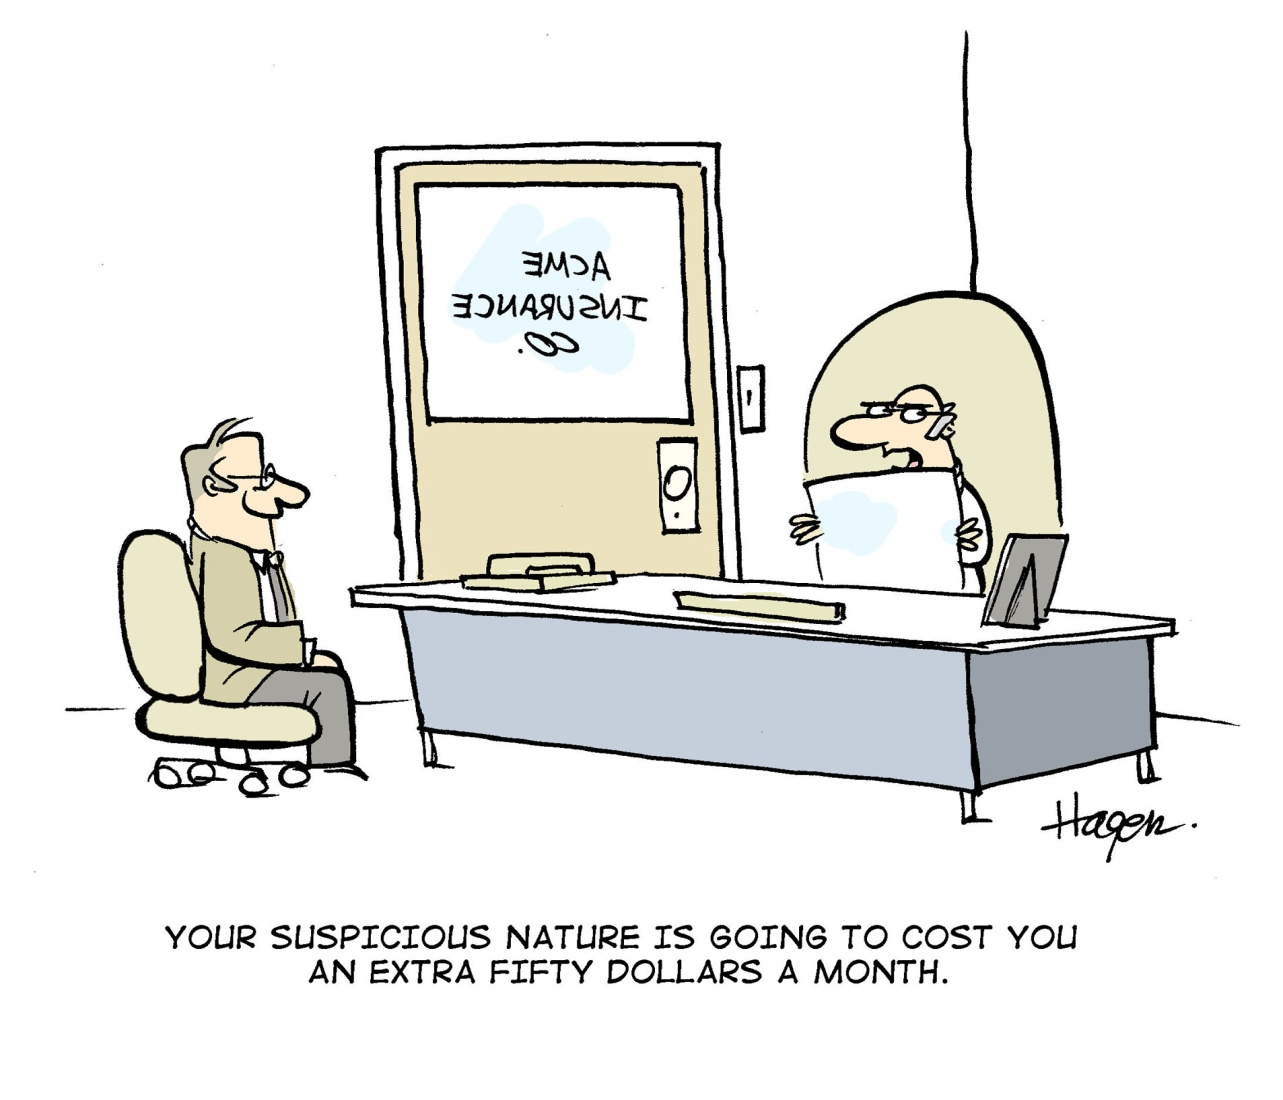 ACME
INSURANCE
CO.
Hagen.
YOUR SUSPICIOUS NATURE IS GOING TO COST YOU
AN EXTRA FIFTY DOLLARS A MONTH.